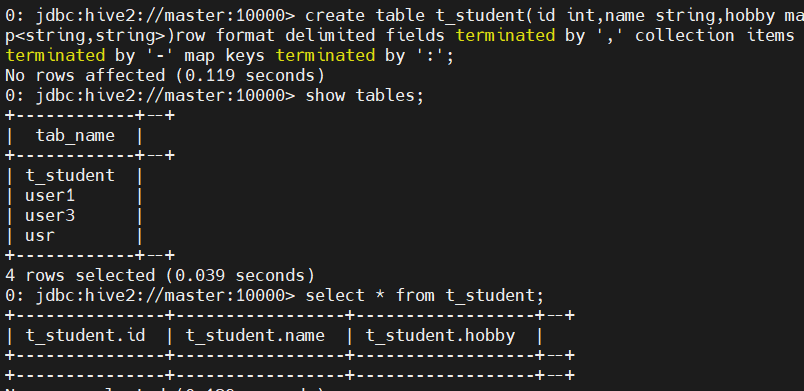 0: jdbc:hive2://master:10000> create table t_student(id int,name string,hobby ma
p<string,string>)row format delimited fields terminated by ',' collection items
terminated by '-' map keys terminated by ':';
No rows affected (0.119 seconds)
0: jdbc:hive2://master:10000> show tables;
+------------+--+
|  tab_name  |
+------------+--+
| t_student  |
| user1      |
| user3      |
| usr        |
+------------+--+
4 rows selected (0.039 seconds)
0: jdbc:hive2://master:10000> select * from t_student;
+---------------+-----------------+------------------+--+
| t_student.id  | t_student.name  | t_student.hobby  |
+---------------+-----------------+------------------+--+
+---------------+-----------------+------------------+--+